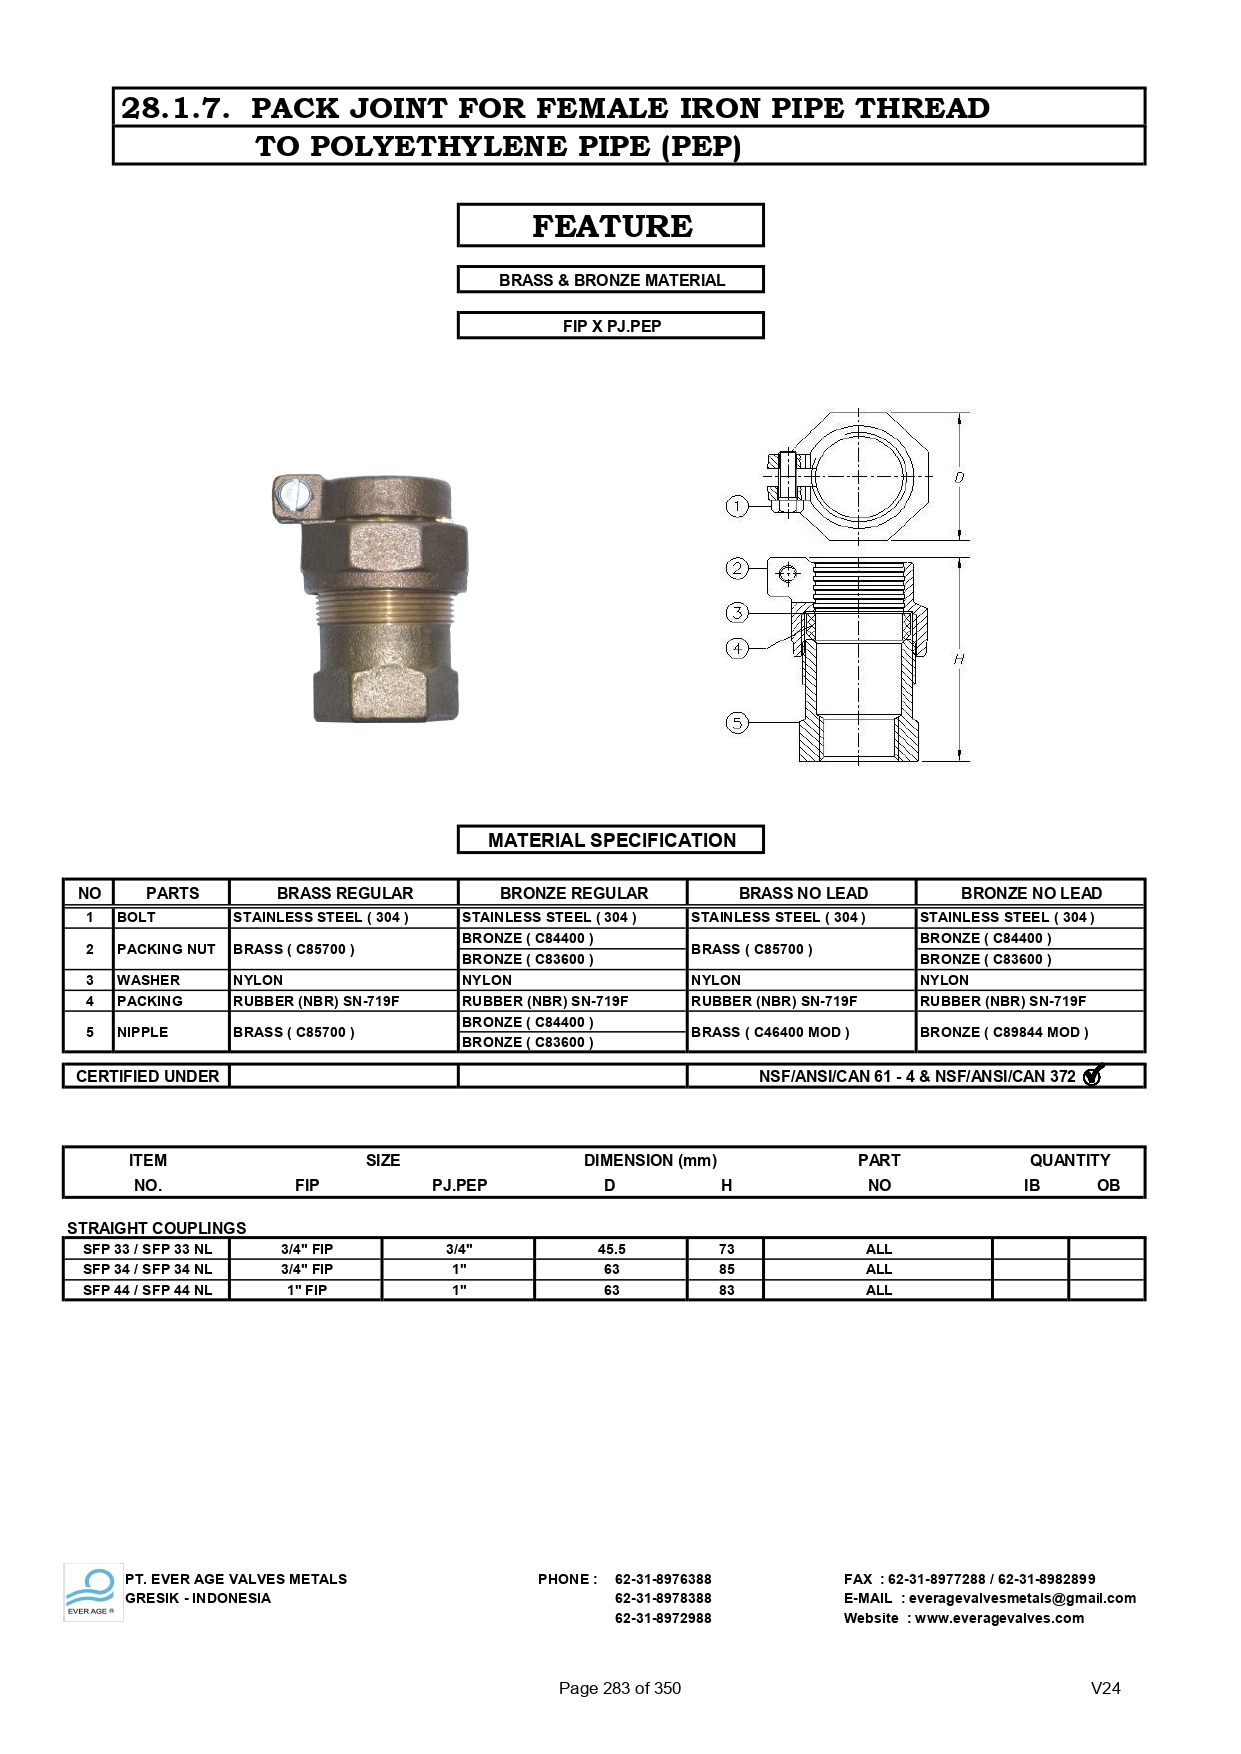 28.1.7. PACK JOINT FOR FEMALE IRON PIPE THREAD
TO POLYETHYLENE PIPE (PEP)
FEATURE
BRASS & BRONZE MATERIAL
FIP X PJ.PEP
D
1
2
3
4
H
5
MATERIAL SPECIFICATION
NO PARTS BRASS REGULAR BRONZE REGULAR BRASS NO LEAD BRONZE NO LEAD
1 BOLT STAINLESS STEEL ( 304 ) STAINLESS STEEL ( 304 ) STAINLESS STEEL ( 304 ) STAINLESS STEEL ( 304 )
2 PACKING NUT BRASS ( C85700 ) BRONZE ( C84400 ) BRASS ( C85700 ) BRONZE ( C84400 )
BRONZE ( C83600 ) BRONZE ( C83600 )
3 WASHER NYLON NYLON NYLON NYLON
4 PACKING RUBBER (NBR) SN-719F RUBBER (NBR) SN-719F RUBBER (NBR) SN-719F RUBBER (NBR) SN-719F
5 NIPPLE BRASS ( C85700 ) BRONZE ( C84400 ) BRASS ( C46400 MOD ) BRONZE ( C89844 MOD )
BRONZE ( C83600 )
CERTIFIED UNDER NSF/ANSI/CAN 61 - 4 & NSF/ANSI/CAN 372
ITEM SIZE DIMENSION (mm) PART QUANTITY
NO. FIP PJ.PEP D H NO IB OB
STRAIGHT COUPLINGS
SFP 33 / SFP 33 NL 3/4" FIP 3/4" 45.5 73 ALL
SFP 34 / SFP 34 NL 3/4" FIP 1" 63 85 ALL
SFP 44 / SFP 44 NL 1" FIP 1" 63 83 ALL
PT. EVER AGE VALVES METALS PHONE : 62-31-8976388 FAX : 62-31-8977288 / 62-31-8982899
GRESIK - INDONESIA 62-31-8978388 E-MAIL : everagevalvesmetals@gmail.com
EVER AGE ® 62-31-8972988 Website : www.everagevalves.com
Page 283 of 350 V24